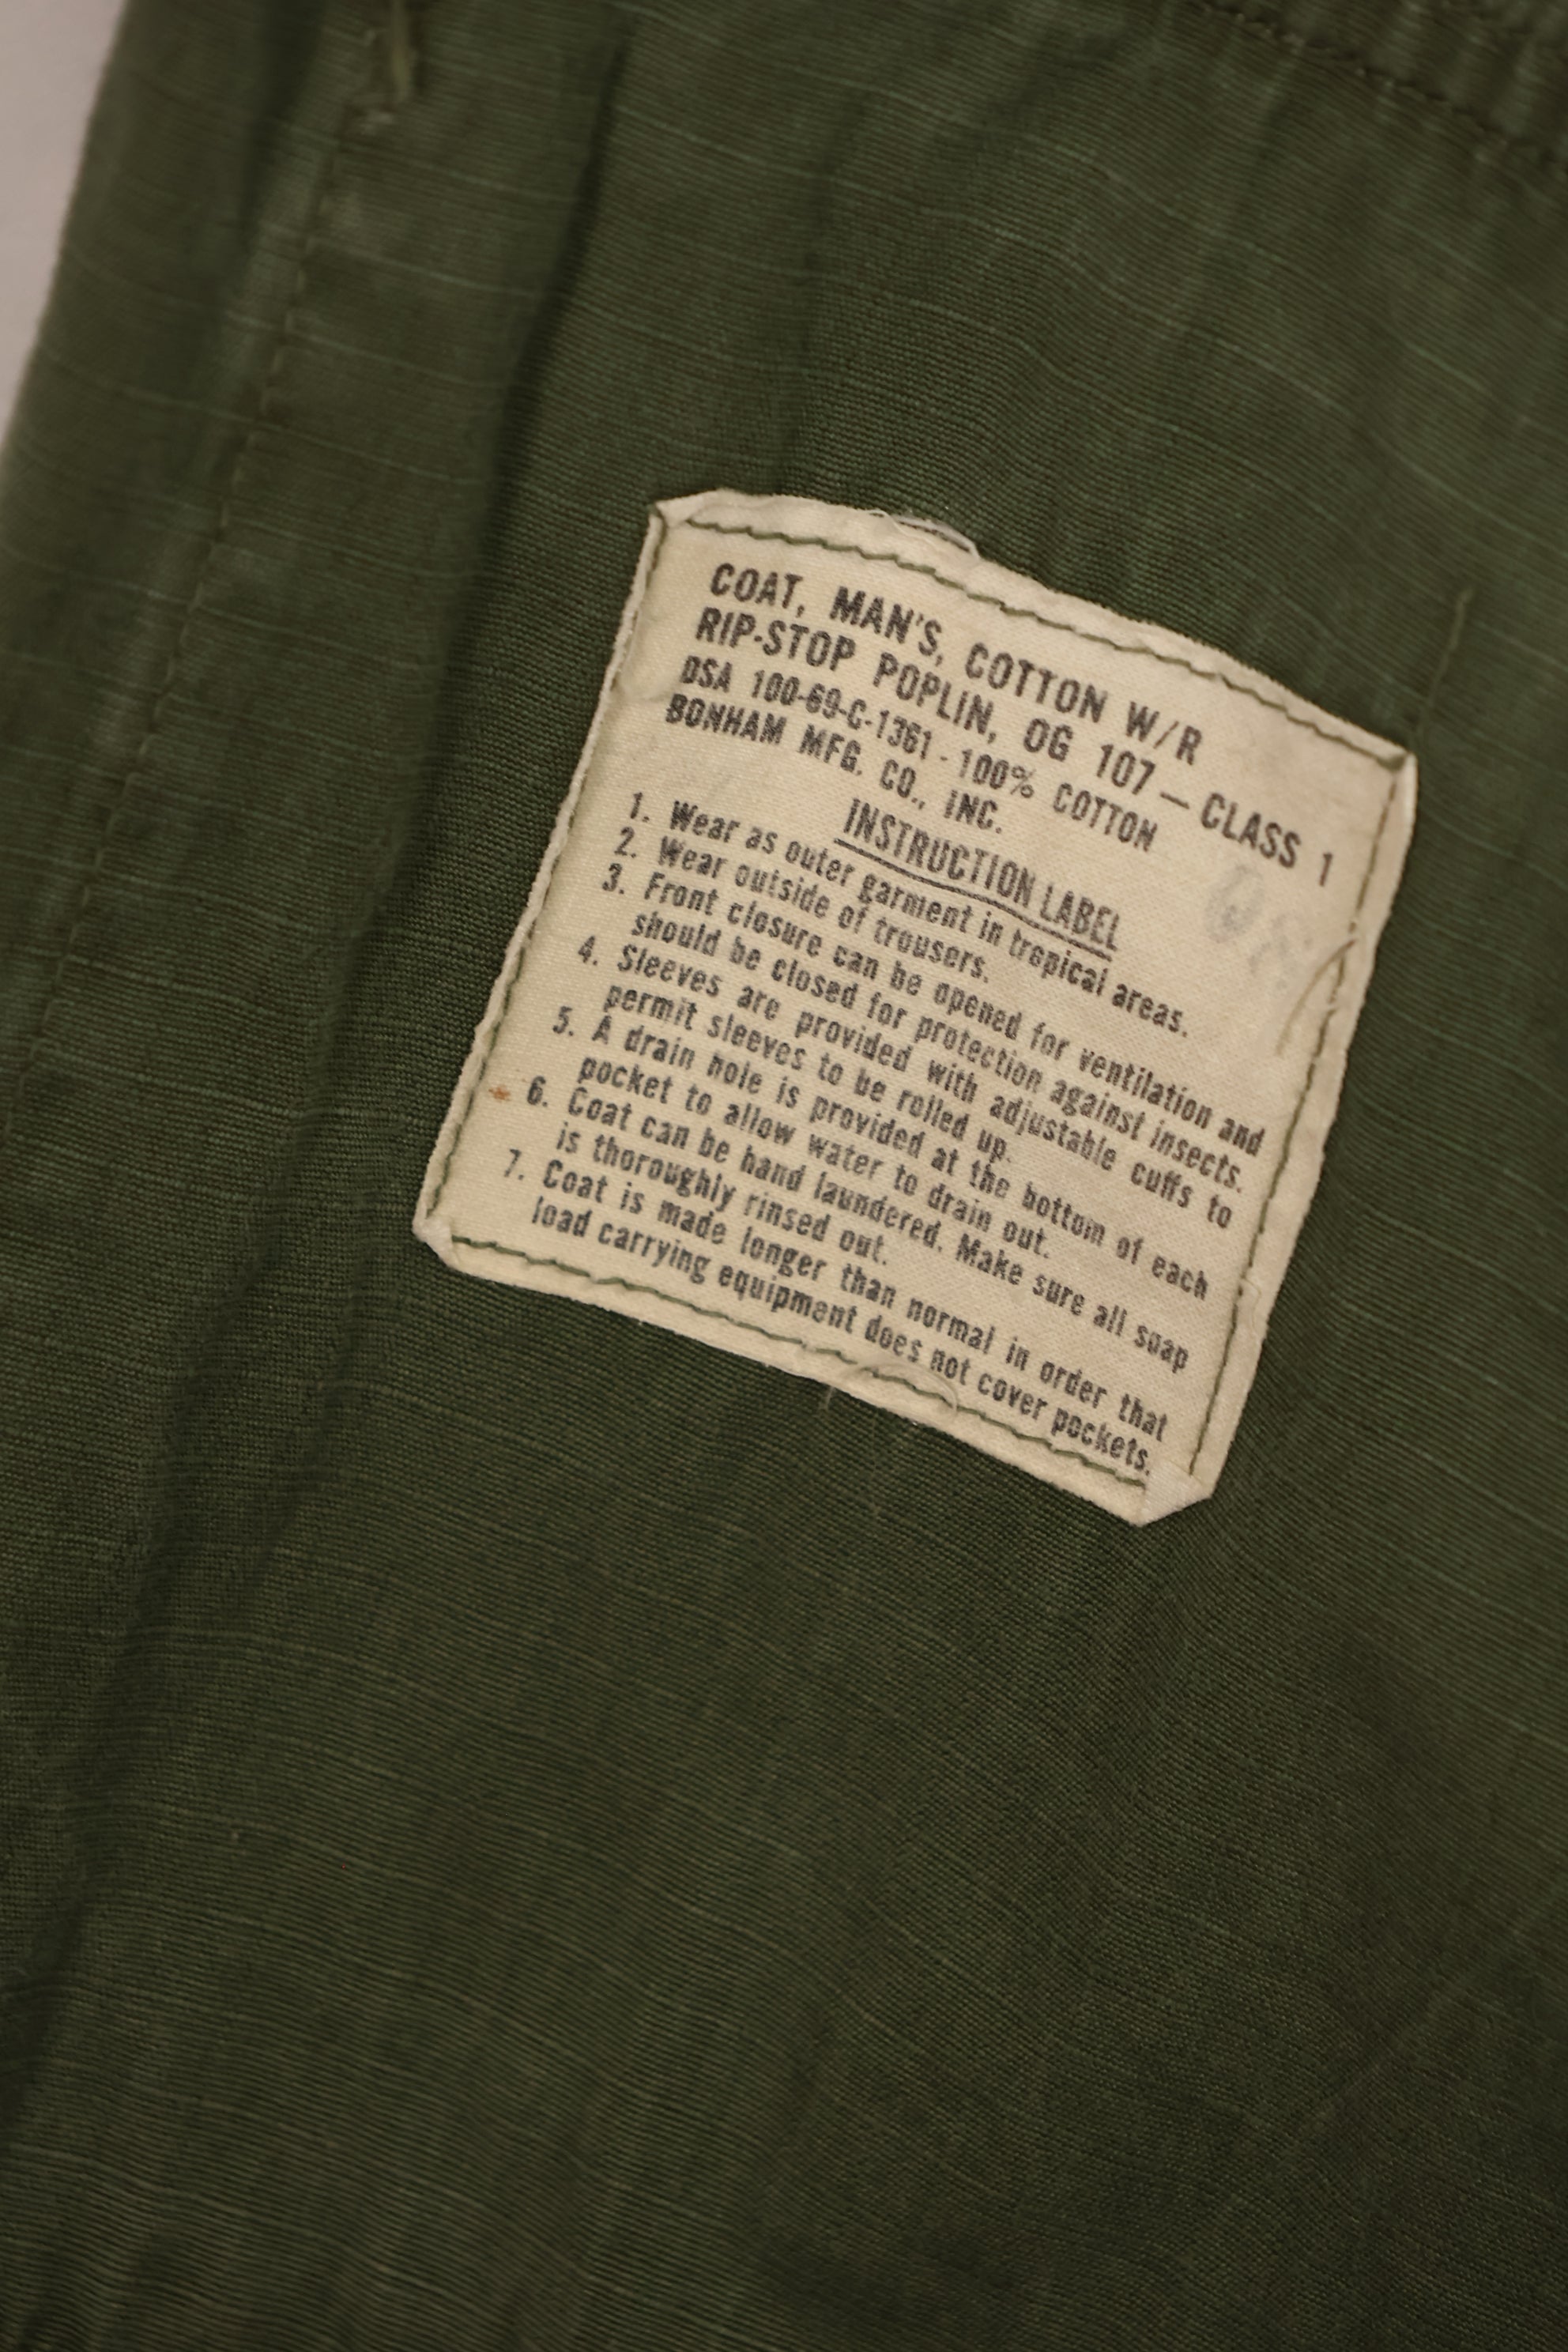 COAT, MAN'S, COTTON W/R
RIP-STOP POPLIN, OG 107 — CLASS 1
DSA 100-69-C-1361 - 100% COTTON
BONHAM MFG. CO., INC.
INSTRUCTION LABEL
1. Wear as outer garment in tropical areas.
2. Wear outside of trousers.
3. Front closure can be opened for ventilation and
should be closed for protection against insects.
4. Sleeves are provided with adjustable cuffs to
permit sleeves to be rolled up.
5. A drain hole is provided at the bottom of each
pocket to allow water to drain out.
6. Coat can be hand laundered. Make sure all soap
is thoroughly rinsed out.
7. Coat is made longer than normal in order that
load carrying equipment does not cover pockets.